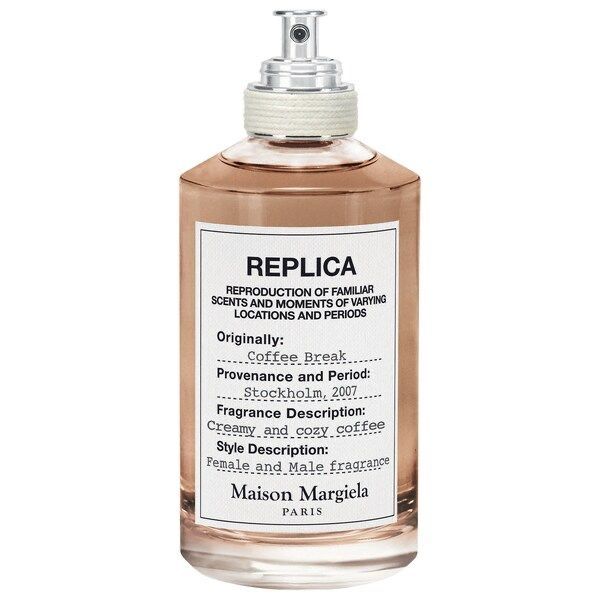 REPLICA
REPRODUCTION OF FAMILIAR
SCENTS AND MOMENTS OF VARYING
LOCATIONS AND PERIODS
Originally:
Coffee Break
Provenance and Period:
Stockholm, 2007
Fragrance Description:
Creamy and cozy coffee
Style Description:
Female and Male fragrance
Maison Margiela
PARIS